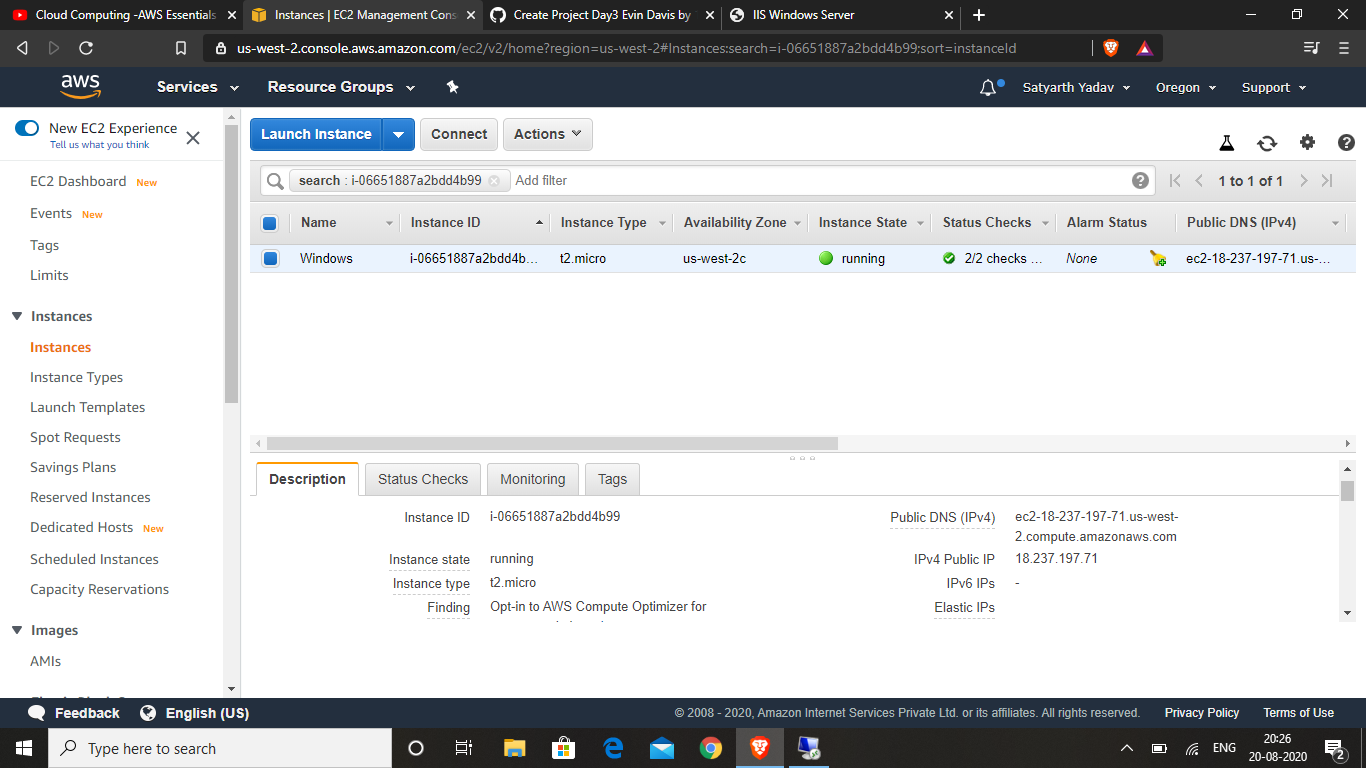 Cloud Computing -AWS Essentials
Instances | EC2 Management Cons
Create Project Day3 Evin Davis by
IIS Windows Server
us-west-2.console.aws.amazon.com/ec2/v2/home?region=us-west-2#Instances:search=i-06651887a2bdd4b99;sort=instanceId
aws Services Resource Groups Satyarth Yadav Oregon Support
New EC2 Experience
Tell us what you think
EC2 Dashboard New
Events New
Tags
Limits
Instances
Instances
Instance Types
Launch Templates
Spot Requests
Savings Plans
Reserved Instances
Dedicated Hosts New
Scheduled Instances
Capacity Reservations
Images
AMIs
Launch Instance Connect Actions
search : i-06651887a2bdd4b99 Add filter 1 to 1 of 1
Name Instance ID Instance Type Availability Zone Instance State Status Checks Alarm Status Public DNS (IPv4)
Windows i-06651887a2bdd4b... t2.micro us-west-2c running 2/2 checks ... None ec2-18-237-197-71.us-...
Description Status Checks Monitoring Tags
Instance ID i-06651887a2bdd4b99
Instance state running
Instance type t2.micro
Finding Opt-in to AWS Compute Optimizer for
Public DNS (IPv4) ec2-18-237-197-71.us-west-
2.compute.amazonaws.com
IPv4 Public IP 18.237.197.71
IPv6 IPs -
Elastic IPs
Feedback English (US) © 2008 - 2020, Amazon Internet Services Private Ltd. or its affiliates. All rights reserved. Privacy Policy Terms of Use
Type here to search
ENG
20:26
20-08-2020
2